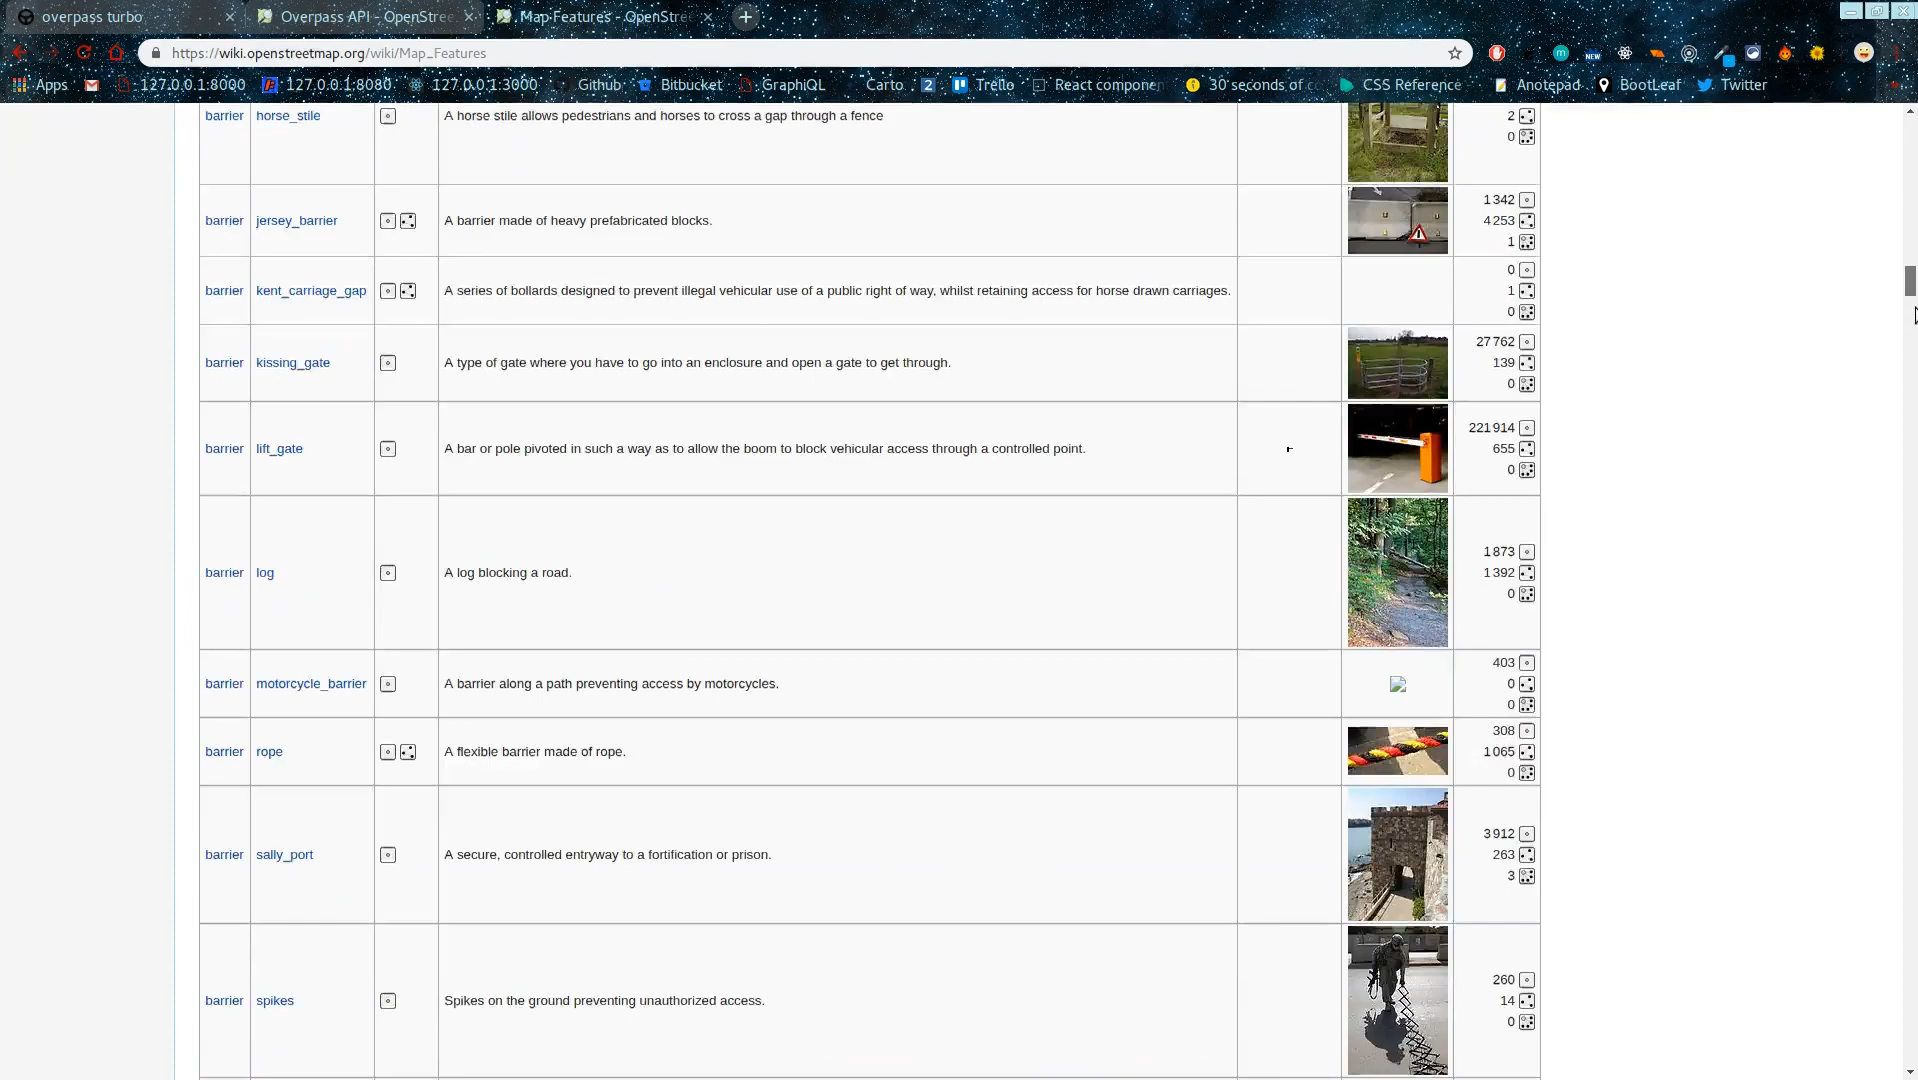 overpass turbo
Overpass API - OpenStree
Map Features - OpenStre
https://wiki.openstreetmap.org/wiki/Map_Features
Apps 127.0.0.1:8000 127.0.0.1:8080 127.0.0.1:3000 Github Bitbucket GraphiQL Carto 2 Trello React componen 30 seconds of co CSS Reference Anotepad BootLeaf Twitter
barrier horse_stile A horse stile allows pedestrians and horses to cross a gap through a fence
2
0
barrier jersey_barrier A barrier made of heavy prefabricated blocks.
1 342
4 253
1
barrier kent_carriage_gap A series of bollards designed to prevent illegal vehicular use of a public right of way, whilst retaining access for horse drawn carriages.
0
1
0
barrier kissing_gate A type of gate where you have to go into an enclosure and open a gate to get through.
27 762
139
0
barrier lift_gate A bar or pole pivoted in such a way as to allow the boom to block vehicular access through a controlled point.
221 914
655
0
barrier log A log blocking a road.
1 873
1 392
0
barrier motorcycle_barrier A barrier along a path preventing access by motorcycles.
403
0
0
barrier rope A flexible barrier made of rope.
308
1 065
0
barrier sally_port A secure, controlled entryway to a fortification or prison.
3 912
263
3
barrier spikes Spikes on the ground preventing unauthorized access.
260
14
0